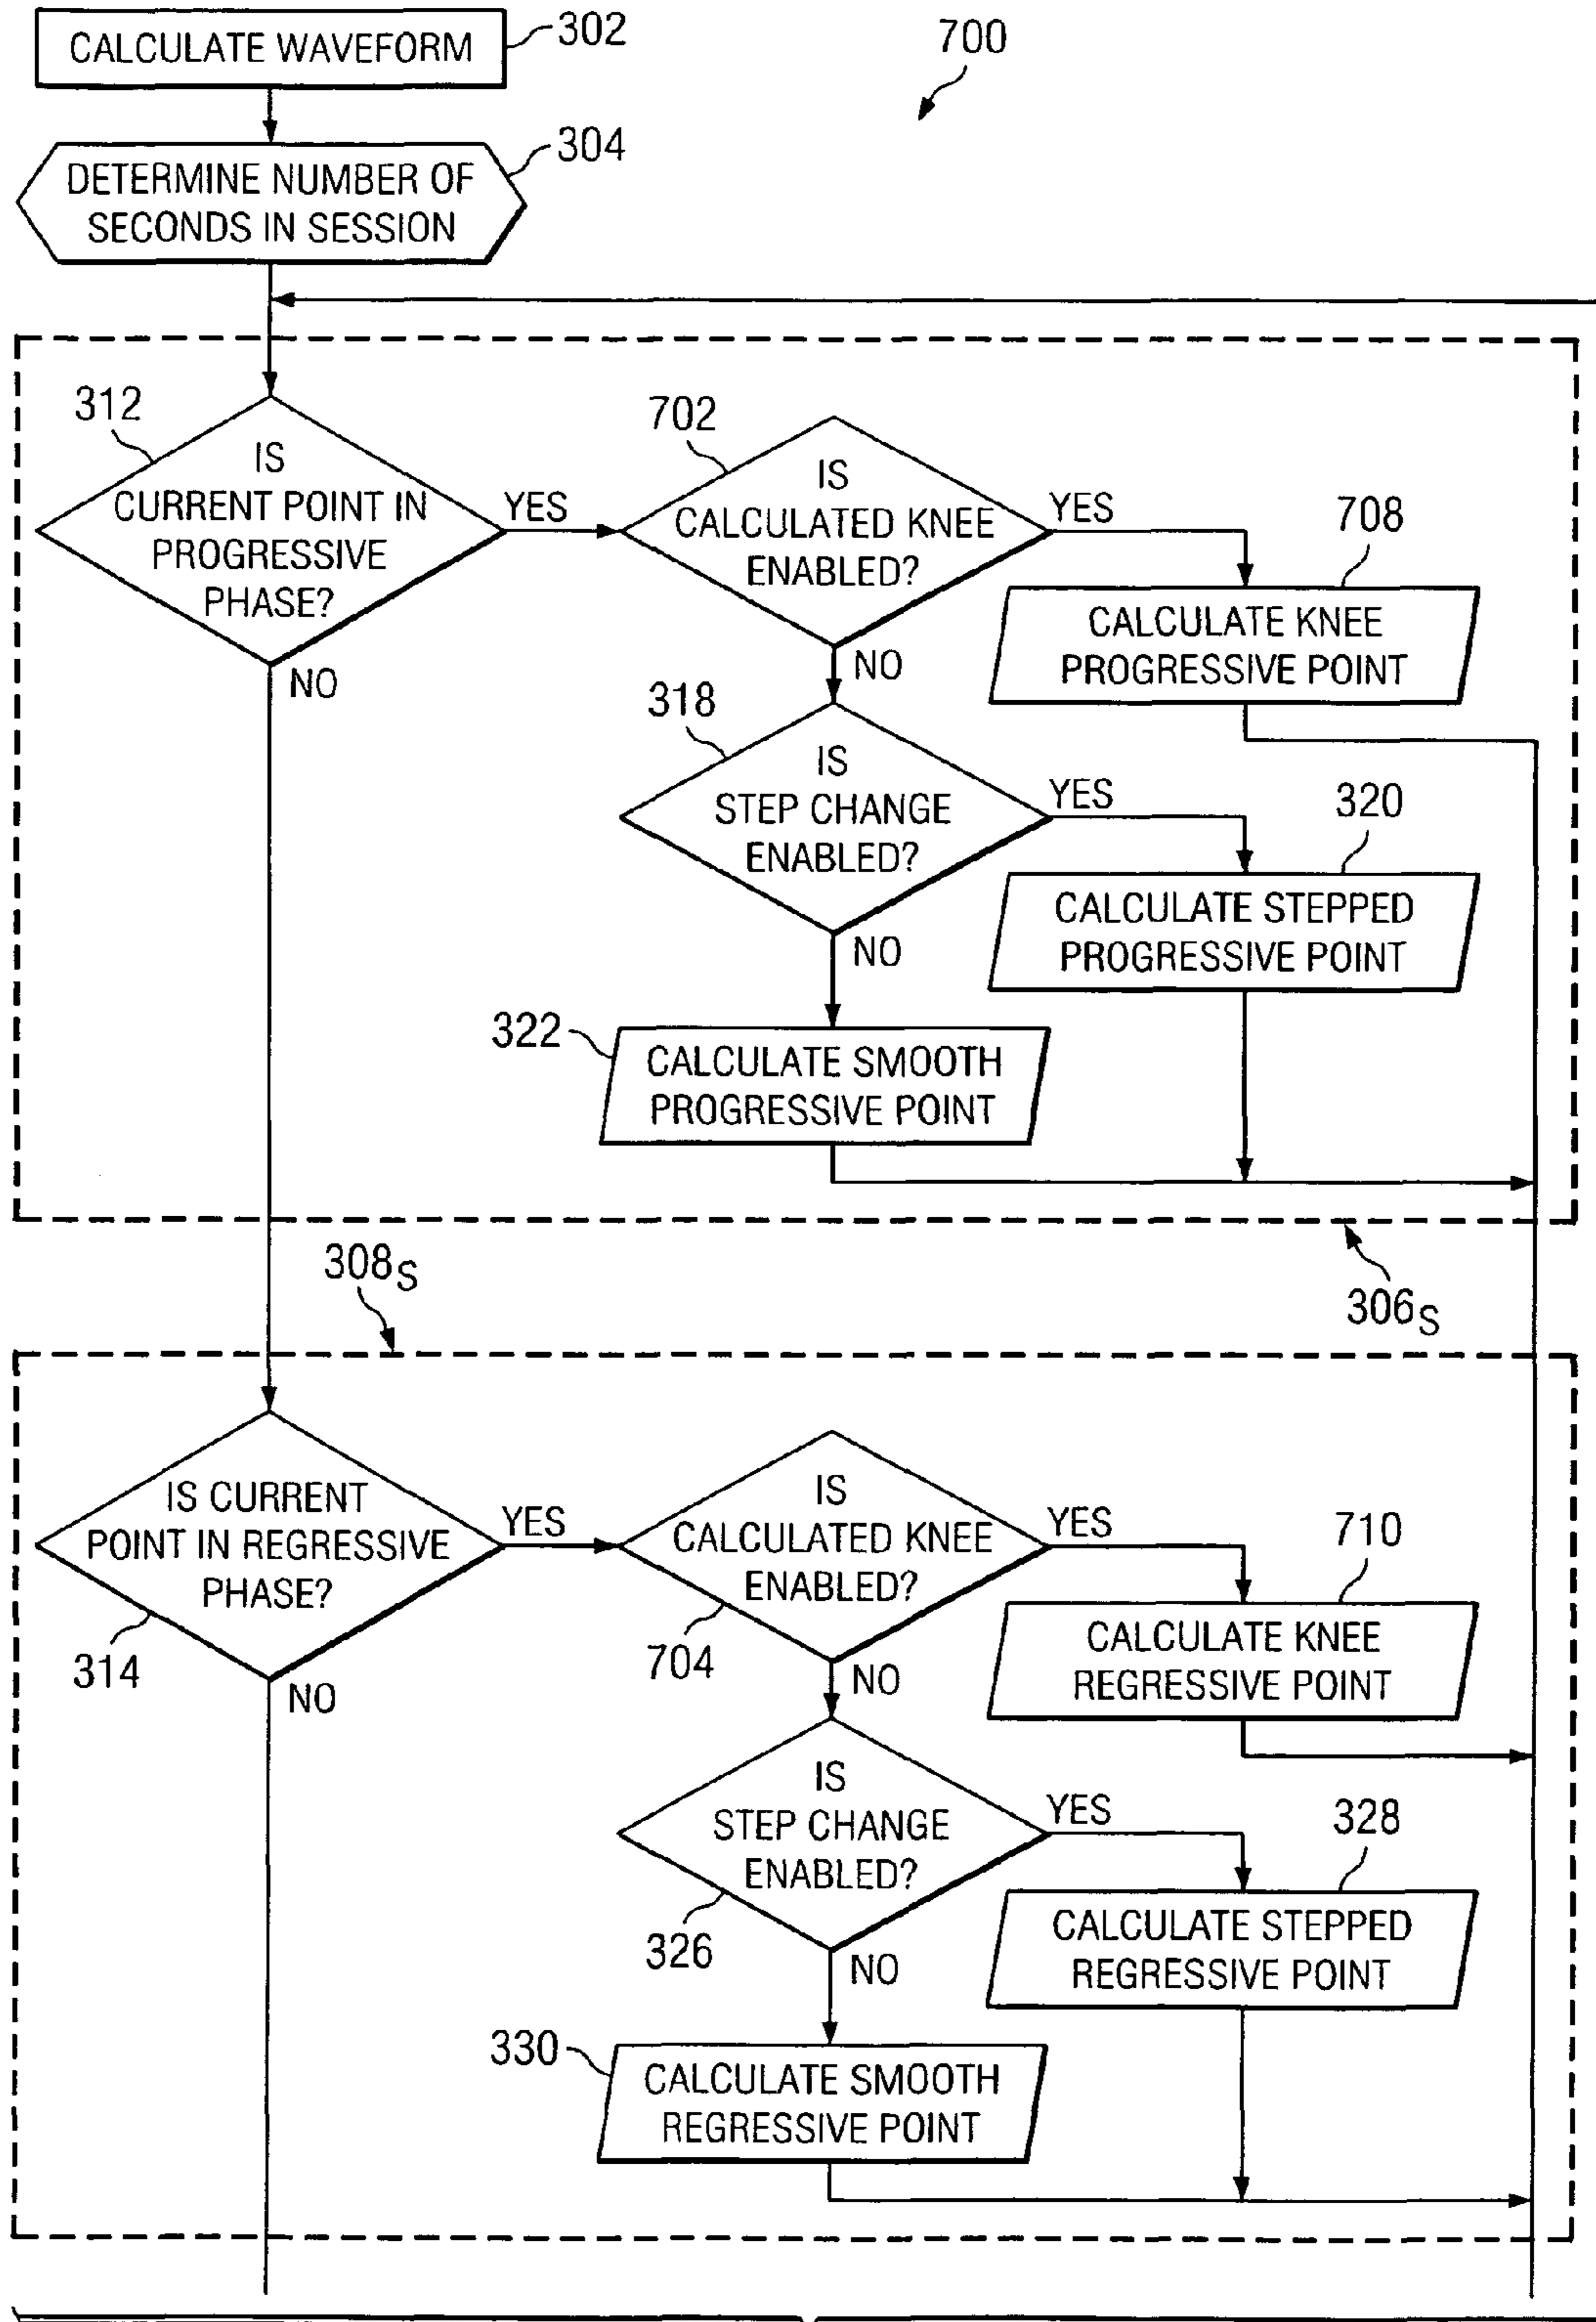 CALCULATE WAVEFORM
302
700
DETERMINE NUMBER OF
SECONDS IN SESSION
304
312
IS
CURRENT POINT IN
PROGRESSIVE
PHASE?
YES
NO
702
IS
CALCULATED KNEE
ENABLED?
YES
NO
708
CALCULATE KNEE
PROGRESSIVE POINT
318
IS
STEP CHANGE
ENABLED?
YES
NO
320
CALCULATE STEPPED
PROGRESSIVE POINT
322
CALCULATE SMOOTH
PROGRESSIVE POINT
308S
306S
IS CURRENT
POINT IN REGRESSIVE
PHASE?
314
YES
NO
IS
CALCULATED KNEE
ENABLED?
704
YES
NO
710
CALCULATE KNEE
REGRESSIVE POINT
IS
STEP CHANGE
ENABLED?
326
YES
NO
328
CALCULATE STEPPED
REGRESSIVE POINT
330
CALCULATE SMOOTH
REGRESSIVE POINT